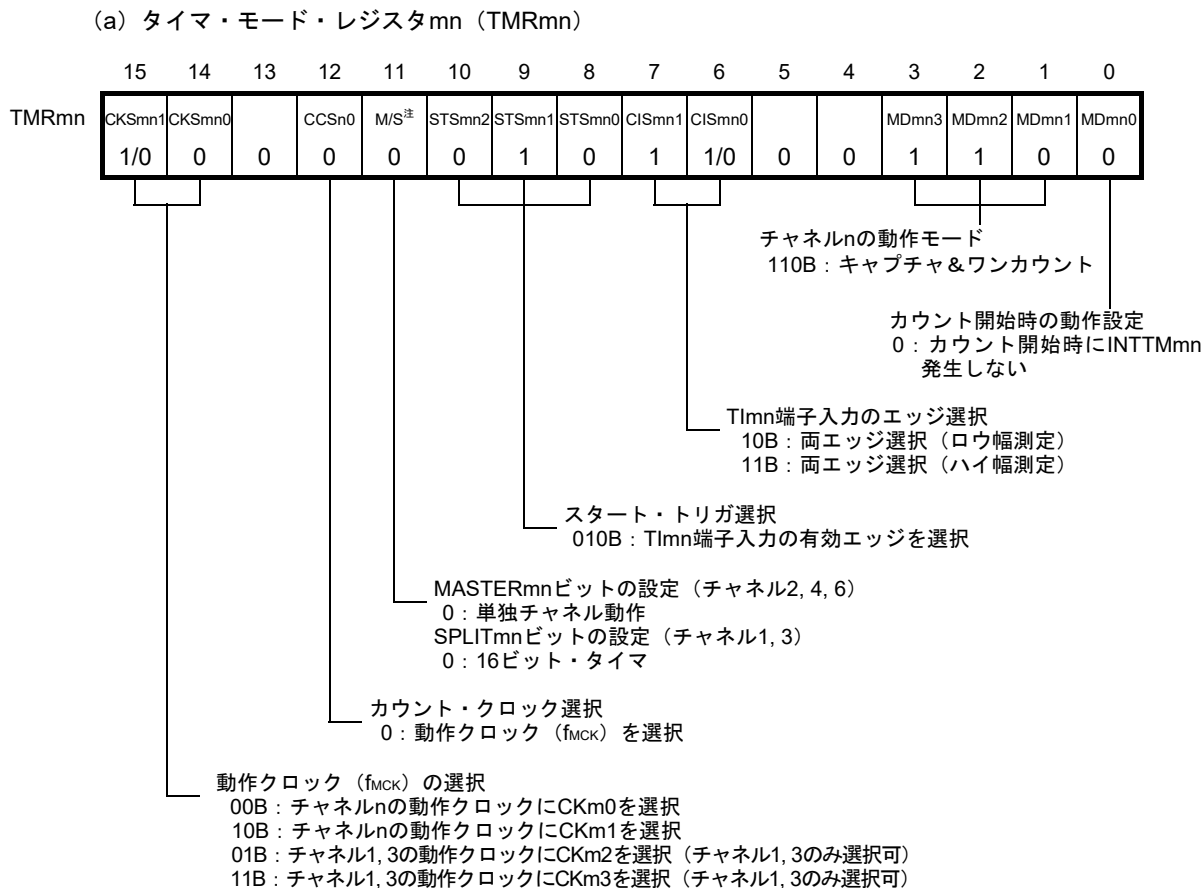 （a）タイマ・モード・レジスタmn（TMRmn）
15 14 13 12 11 10 9 8 7 6 5 4 3 2 1 0
TMRmn CKSmn1 CKSmn0 CCSn0 M/S注 STSmn2 STSmn1 STSmn0 CISmn1 CISmn0 MDmn3 MDmn2 MDmn1 MDmn0
1/0 0 0 0 0 0 1 0 1 1/0 0 0 1 1 0 0
チャネルnの動作モード
110B：キャプチャ＆ワンカウント
カウント開始時の動作設定
0：カウント開始時にINTTMmn
発生しない
TImn端子入力のエッジ選択
10B：両エッジ選択（ロウ幅測定）
11B：両エッジ選択（ハイ幅測定）
スタート・トリガ選択
010B：TImn端子入力の有効エッジを選択
MASTERmnビットの設定（チャネル2, 4, 6）
0：単独チャネル動作
SPLITmnビットの設定（チャネル1, 3）
0：16ビット・タイマ
カウント・クロック選択
0：動作クロック（fMCK）を選択
動作クロック（fMCK）の選択
00B：チャネルnの動作クロックにCKm0を選択
10B：チャネルnの動作クロックにCKm1を選択
01B：チャネル1, 3の動作クロックにCKm2を選択（チャネル1, 3のみ選択可）
11B：チャネル1, 3の動作クロックにCKm3を選択（チャネル1, 3のみ選択可）